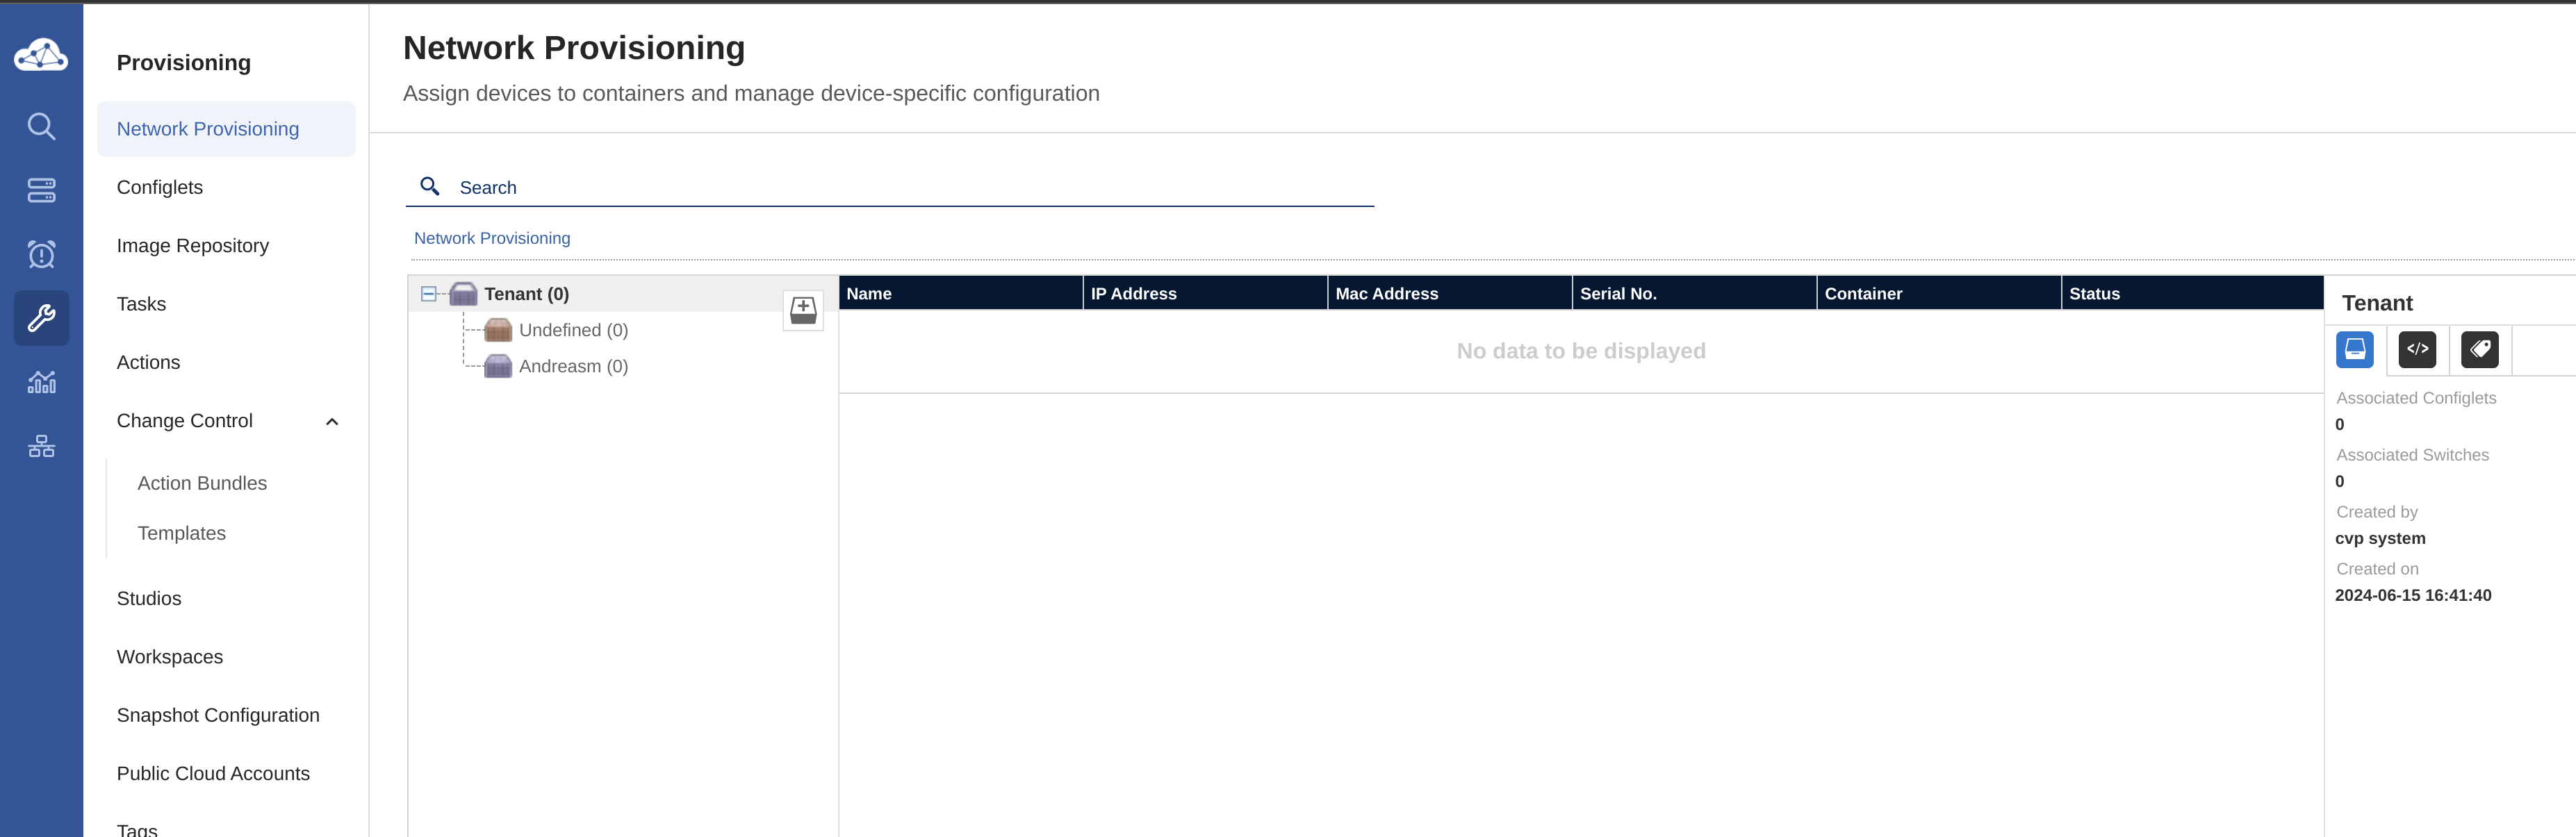 Provisioning
Network Provisioning
Configlets
Image Repository
Tasks
Actions
Change Control
Action Bundles
Templates
Studios
Workspaces
Snapshot Configuration
Public Cloud Accounts
Tags
Network Provisioning
Assign devices to containers and manage device-specific configuration
Search
Network Provisioning
Tenant (0)
Undefined (0)
Andreasm (0)
Name IP Address Mac Address Serial No. Container Status
No data to be displayed
Tenant
</>
Associated Configlets
0
Associated Switches
0
Created by
cvp system
Created on
2024-06-15 16:41:40